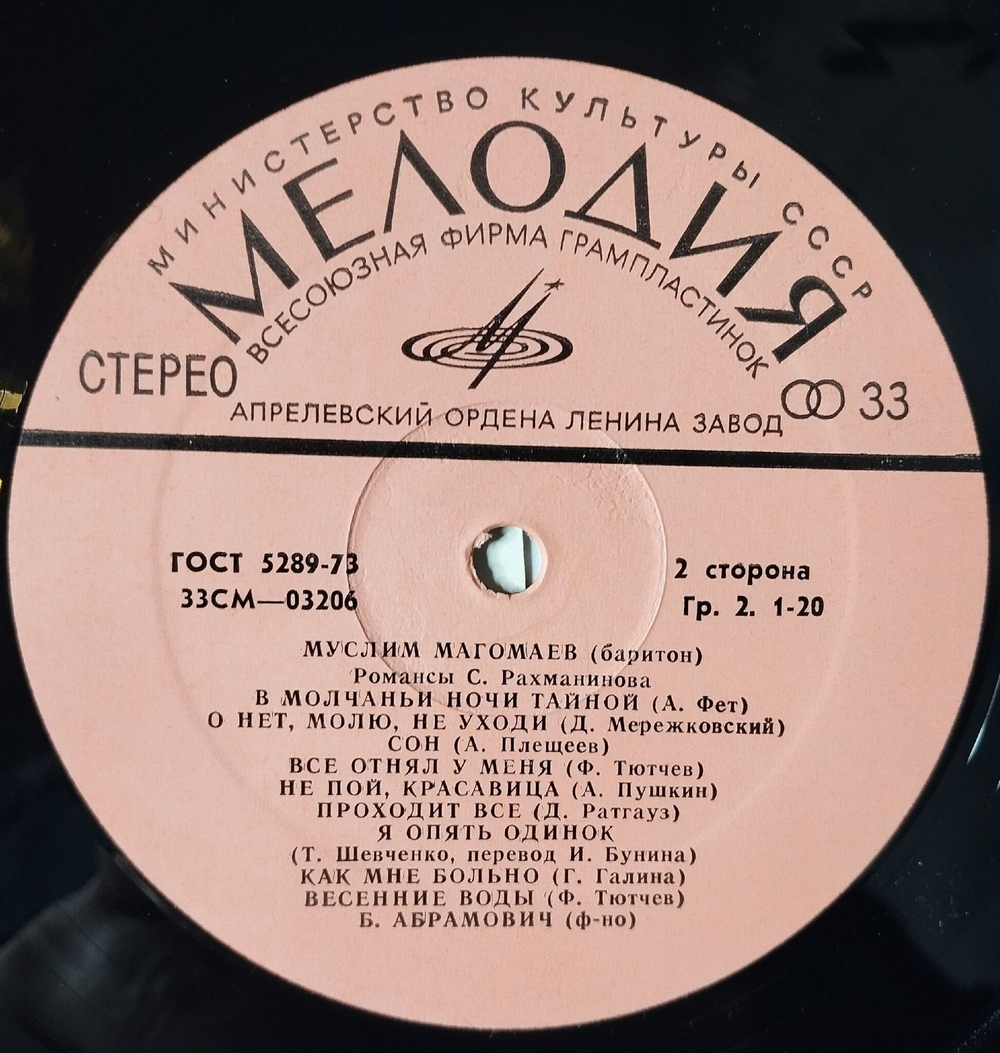 МИНИСТЕРСТВО КУЛЬТУРЫ СССР
МЕЛОДИЯ
ВСЕСОЮЗНАЯ ФИРМА ГРАМПЛАСТИНОК
СТЕРЕО
33
АПРЕЛЕВСКИЙ ОРДЕНА ЛЕНИНА ЗАВОД
ГОСТ 5289-73
2 сторона
33СМ—03206
Гр. 2. 1-20
МУСЛИМ МАГОМАЕВ (баритон)
Романсы С. Рахманинова
В МОЛЧАНЬИ НОЧИ ТАЙНОЙ (А. Фет)
О НЕТ, МОЛЮ, НЕ УХОДИ (Д. Мережковский)
СОН (А. Плещеев)
ВСЕ ОТНЯЛ У МЕНЯ (Ф. Тютчев)
НЕ ПОЙ, КРАСАВИЦА (А. Пушкин)
ПРОХОДИТ ВСЕ (Д. Ратгауз)
Я ОПЯТЬ ОДИНОК
(Т. Шевченко, перевод И. Бунина)
КАК МНЕ БОЛЬНО (Г. Галина)
ВЕСЕННИЕ ВОДЫ (Ф. Тютчев)
Б. АБРАМОВИЧ (ф-но)